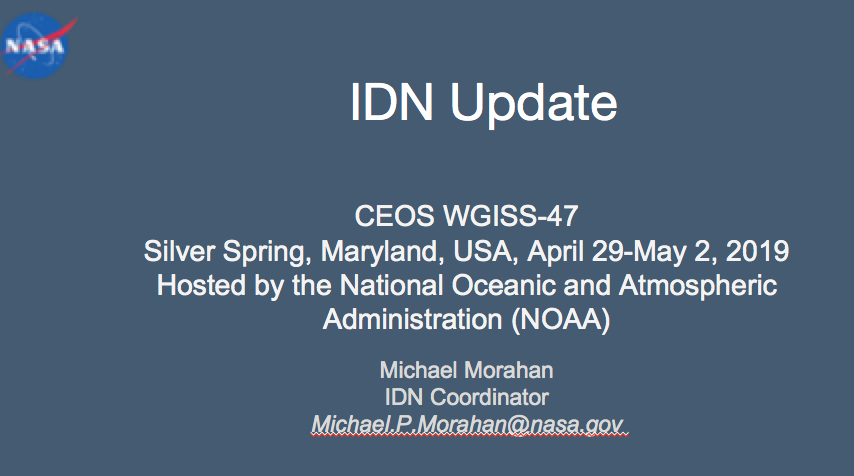 NASA
IDN Update
CEOS WGISS-47
Silver Spring, Maryland, USA, April 29-May 2, 2019
Hosted by the National Oceanic and Atmospheric
Administration (NOAA)
Michael Morahan
IDN Coordinator
Michael.P.Morahan@nasa.gov